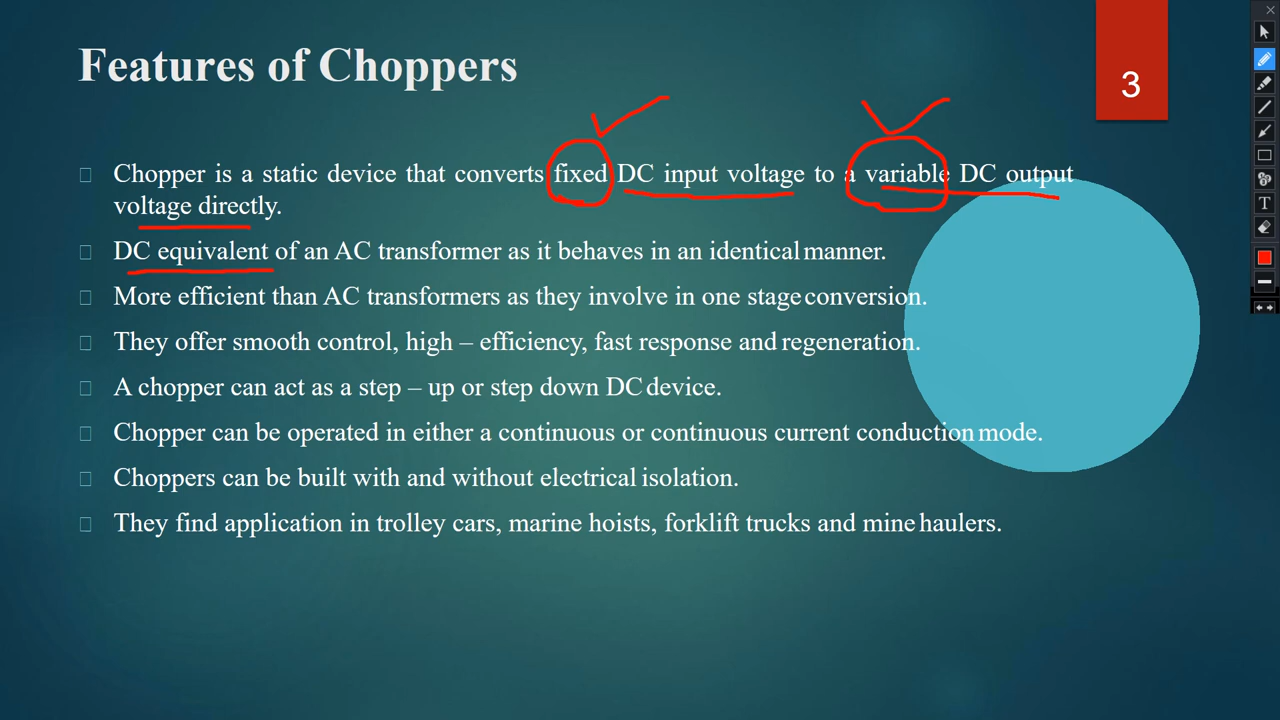 Features of Choppers
3
Chopper is a static device that converts fixed DC input voltage to a variable DC output
voltage directly.
DC equivalent of an AC transformer as it behaves in an identical manner.
More efficient than AC transformers as they involve in one stage conversion.
They offer smooth control, high – efficiency, fast response and regeneration.
A chopper can act as a step – up or step down DC device.
Chopper can be operated in either a continuous or continuous current conduction mode.
Choppers can be built with and without electrical isolation.
They find application in trolley cars, marine hoists, forklift trucks and mine haulers.